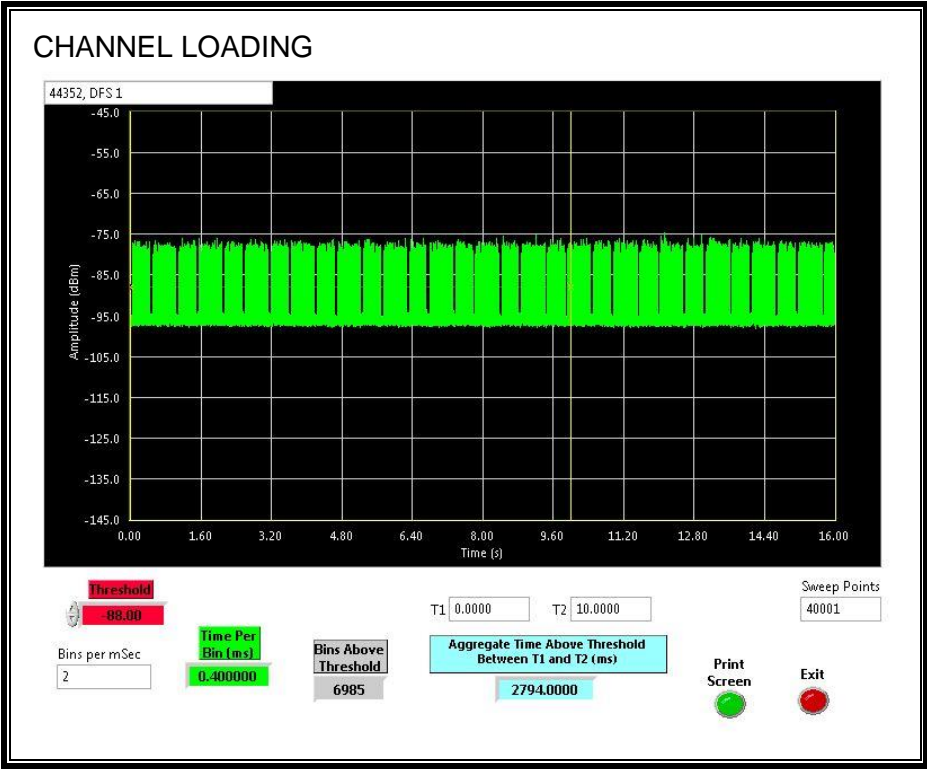 CHANNEL LOADING
44352, DFS 1
-45.0
-55.0
-65.0
-75.0
-85.0
-95.0
-105.0
-115.0
-125.0
-135.0
-145.0
Amplitude (dBm)
0.00 1.60 3.20 4.80 6.40 8.00 9.60 11.20 12.80 14.40 16.00
Time (s)
Threshold
-88.00
Bins per mSec
2
Time Per
Bin (ms)
0.400000
Bins Above
Threshold
6985
T1 0.0000 T2 10.0000
Aggregate Time Above Threshold
Between T1 and T2 (ms)
2794.0000
Sweep Points
40001
Print
Screen
Exit